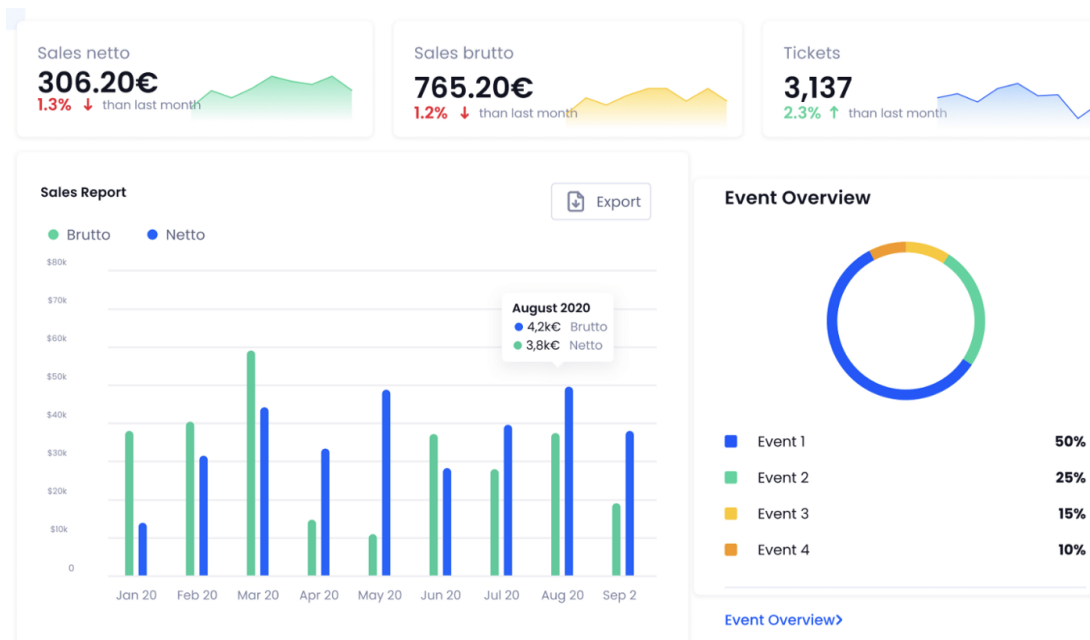 Sales netto
306.20€
1.3% ↓ than last month
Sales brutto
765.20€
1.2% ↓ than last month
Tickets
3,137
2.3% ↑ than last month
Sales Report
Export
Brutto
Netto
$80k
$70k
$60k
$50k
$40k
$30k
$20k
$10k
0
August 2020
4,2k€ Brutto
3,8k€ Netto
Jan 20 Feb 20 Mar 20 Apr 20 May 20 Jun 20 Jul 20 Aug 20 Sep 2
Event Overview
Event 1 50%
Event 2 25%
Event 3 15%
Event 4 10%
Event Overview>